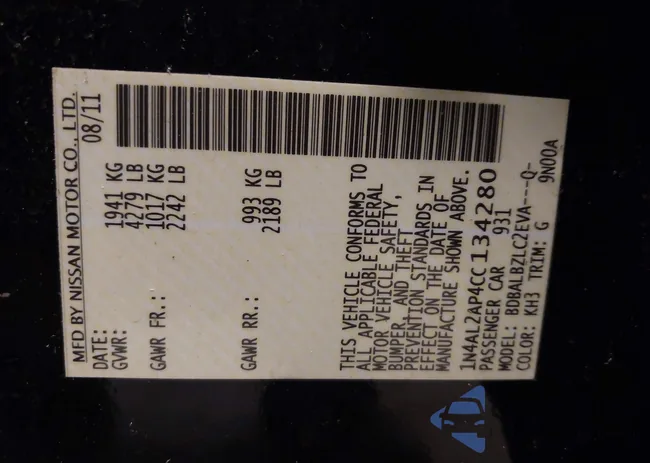 MFD BY NISSAN MOTOR CO., LTD.
DATE: 08/11
GVWR: 1941 KG
4279 LB
GAWR FR.: 1017 KG
2242 LB
GAWR RR.: 993 KG
2189 LB
THIS VEHICLE CONFORMS TO
ALL APPLICABLE FEDERAL
MOTOR VEHICLE SAFETY,
BUMPER, AND THEFT
PREVENTION STANDARDS IN
EFFECT ON THE DATE OF
MANUFACTURE SHOWN ABOVE.
1N4AL2AP4CC134280
PASSENGER CAR 931
MODEL: BDBALBZLC2EVA---Q-
COLOR: KH3 TRIM: G 9N00A